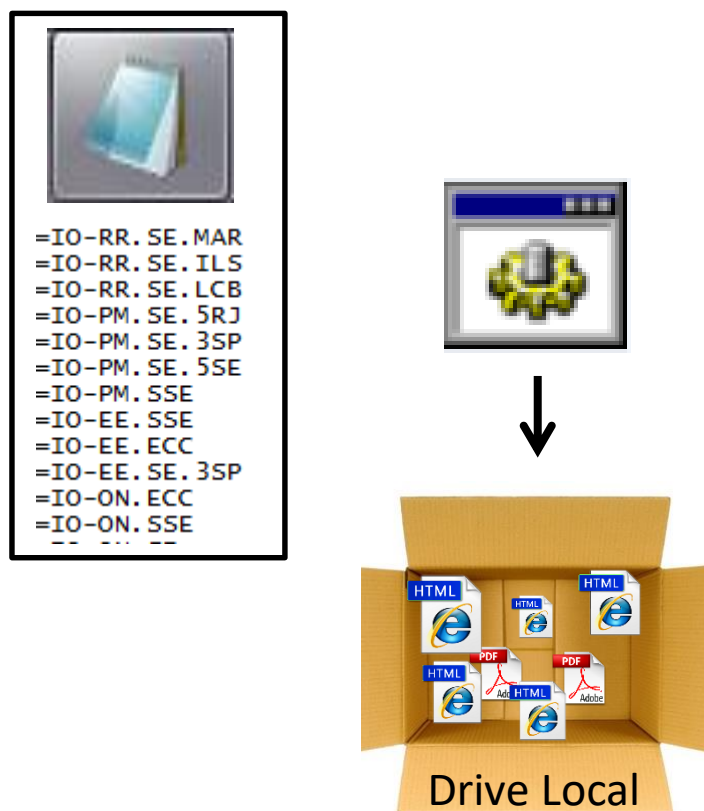 =IO-RR.SE.MAR
=IO-RR.SE.ILS
=IO-RR.SE.LCB
=IO-PM.SE.5RJ
=IO-PM.SE.3SP
=IO-PM.SE.5SE
=IO-PM.SSE
=IO-EE.SSE
=IO-EE.ECC
=IO-EE.SE.3SP
=IO-ON.ECC
=IO-ON.SSE
HTML
HTML
HTML
PDF
Adobe
PDF
Adobe
HTML
HTML
Drive Local